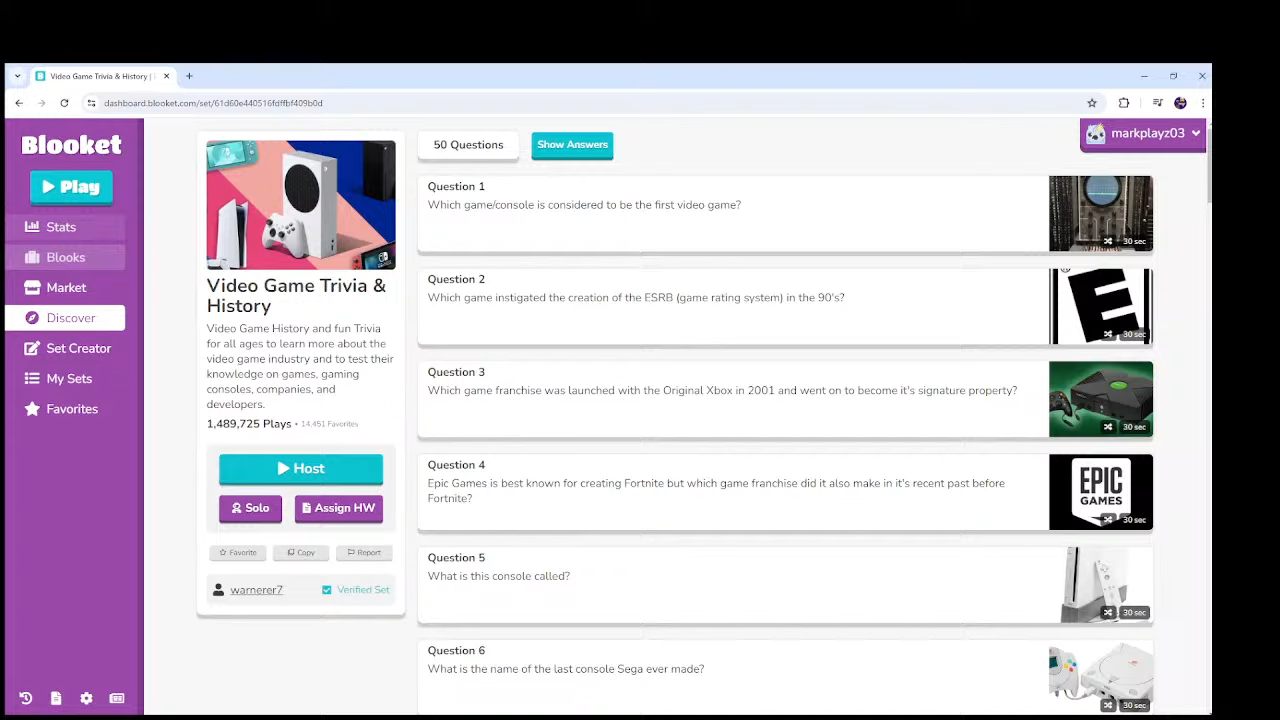 Video Game Trivia & History |
dashboard.blooket.com/set/61d60e440516fdffbf409b0d
Blooket
Play
Stats
Blooks
Market
Discover
Set Creator
My Sets
Favorites
Video Game Trivia &
History
Video Game History and fun Trivia
for all ages to learn more about the
video game industry and to test their
knowledge on games, gaming
consoles, companies, and
developers.
1,489,725 Plays • 14,451 Favorites
Host
Solo
Assign HW
Favorite
Copy
Report
warnerer7
Verified Set
50 Questions
Show Answers
markplayz03
Question 1
Which game/console is considered to be the first video game?
30 sec
Question 2
Which game instigated the creation of the ESRB (game rating system) in the 90's?
E
30 sec
Question 3
Which game franchise was launched with the Original Xbox in 2001 and went on to become it's signature property?
30 sec
Question 4
Epic Games is best known for creating Fortnite but which game franchise did it also make in it's recent past before
Fortnite?
EPIC
GAMES
30 sec
Question 5
What is this console called?
30 sec
Question 6
What is the name of the last console Sega ever made?
30 sec